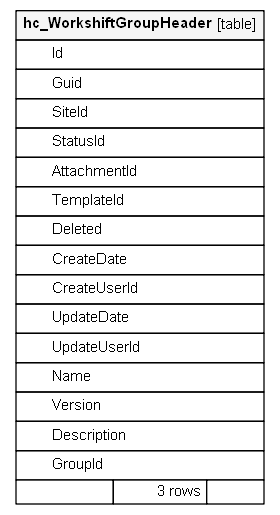 hc_WorkshiftGroupHeader [table]
Id
Guid
SiteId
StatusId
AttachmentId
TemplateId
Deleted
CreateDate
CreateUserId
UpdateDate
UpdateUserId
Name
Version
Description
GroupId
3 rows